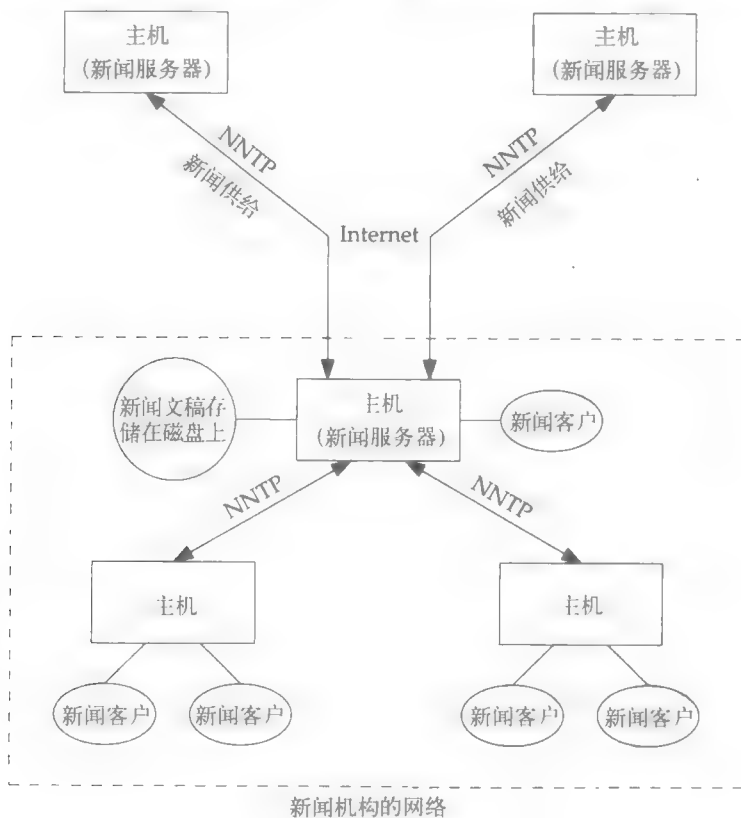 主机
(新闻服务器)
主机
(新闻服务器)
NNTP
新闻供给
NNTP
新闻供给
Internet
新闻文稿存
储在磁盘上
主机
(新闻服务器)
新闻客户
NNTP
NNTP
主机
主机
新闻客户
新闻客户
新闻客户
新闻客户
新闻机构的网络